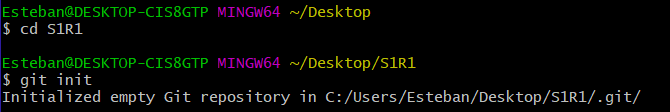 Esteban@DESKTOP-CIS8GTP MINGW64 ~/Desktop
$ cd S1R1
Esteban@DESKTOP-CIS8GTP MINGW64 ~/Desktop/S1R1
$ git init
Initialized empty Git repository in C:/Users/Esteban/Desktop/S1R1/.git/